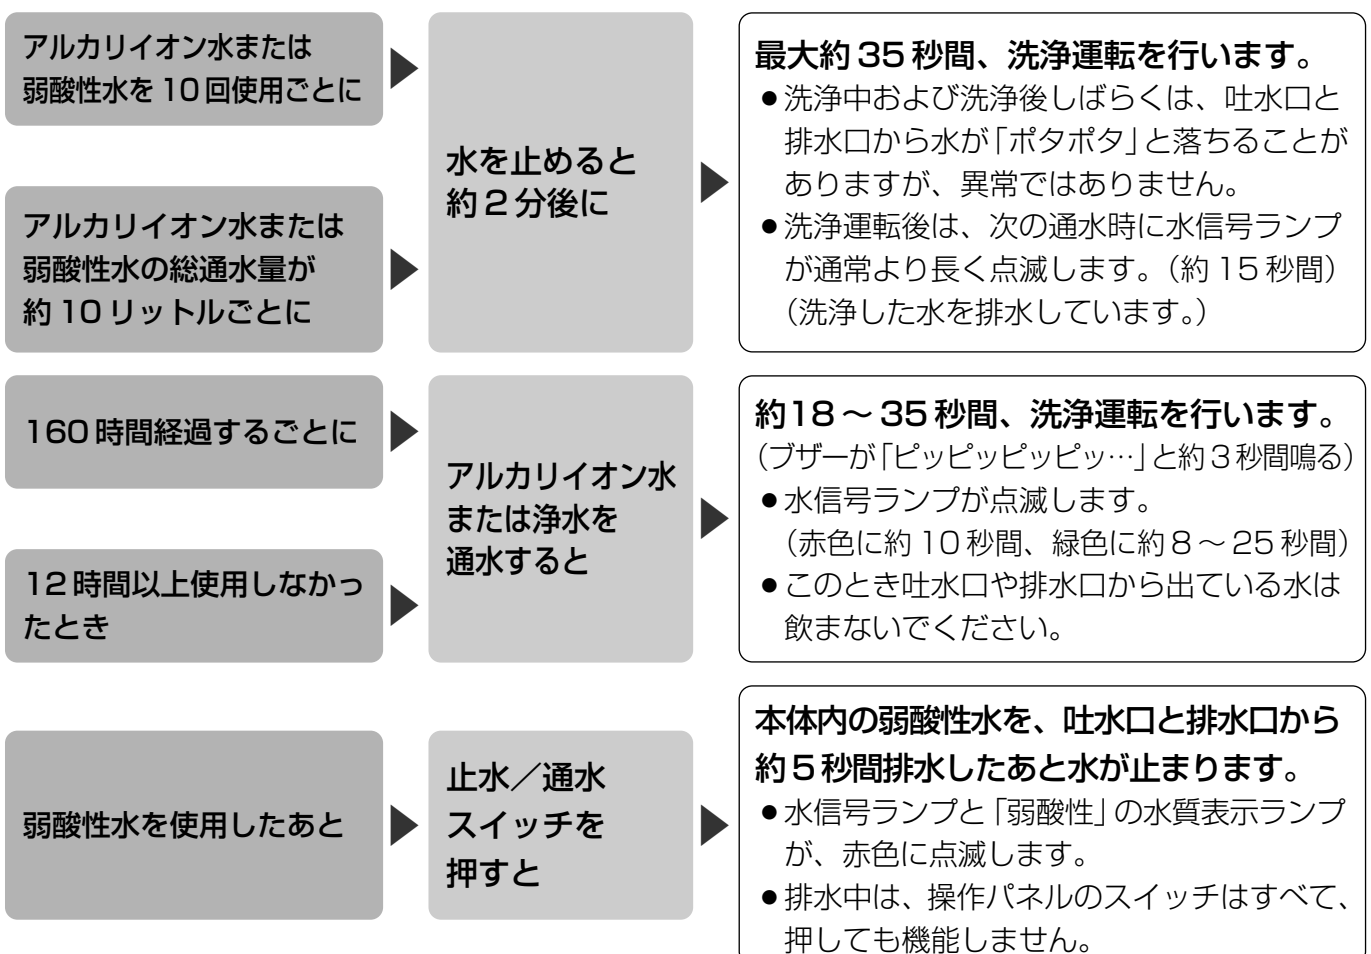 アルカリイオン水または
弱酸性水を10回使用ごとに
アルカリイオン水または
弱酸性水の総通水量が
約10リットルごとに
水を止めると
約2分後に
最大約35秒間、洗浄運転を行います。
●洗浄中および洗浄後しばらくは、吐水口と
排水口から水が「ポタポタ」と落ちることが
ありますが、異常ではありません。
●洗浄運転後は、次の通水時に水信号ランプ
が通常より長く点滅します。(約15秒間)
(洗浄した水を排水しています。)
160時間経過するごとに
12時間以上使用しなかっ
たとき
アルカリイオン水
または浄水を
通水すると
約18〜35秒間、洗浄運転を行います。
(ブザーが「ピッピッピッピッ…」と約3秒間鳴る)
●水信号ランプが点滅します。
(赤色に約10秒間、緑色に約8〜25秒間)
●このとき吐水口や排水口から出ている水は
飲まないでください。
弱酸性水を使用したあと
止水／通水
スイッチを
押すと
本体内の弱酸性水を、吐水口と排水口から
約5秒間排水したあと水が止まります。
●水信号ランプと「弱酸性」の水質表示ランプ
が、赤色に点滅します。
●排水中は、操作パネルのスイッチはすべて、
押しても機能しません。